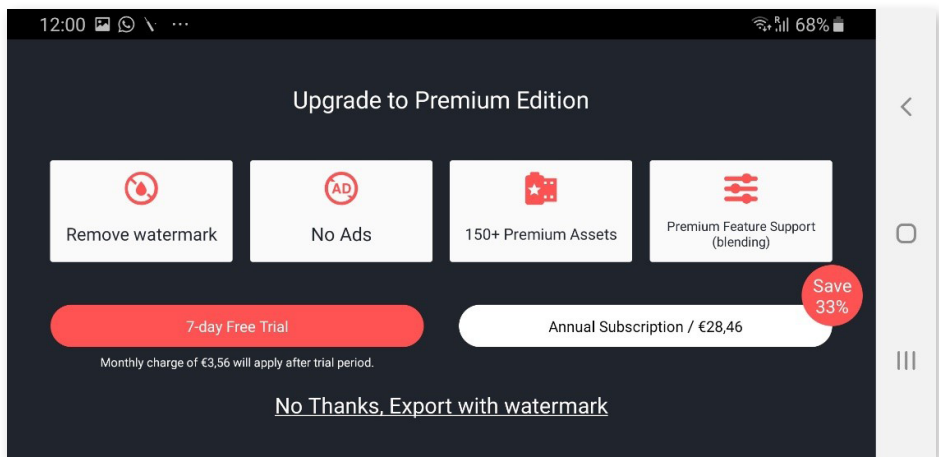 12:00 ... R 68%
Upgrade to Premium Edition
AD
Remove watermark
No Ads
150+ Premium Assets
Premium Feature Support
(blending)
Save
33%
7-day Free Trial
Annual Subscription / €28,46
Monthly charge of €3,56 will apply after trial period.
No Thanks, Export with watermark